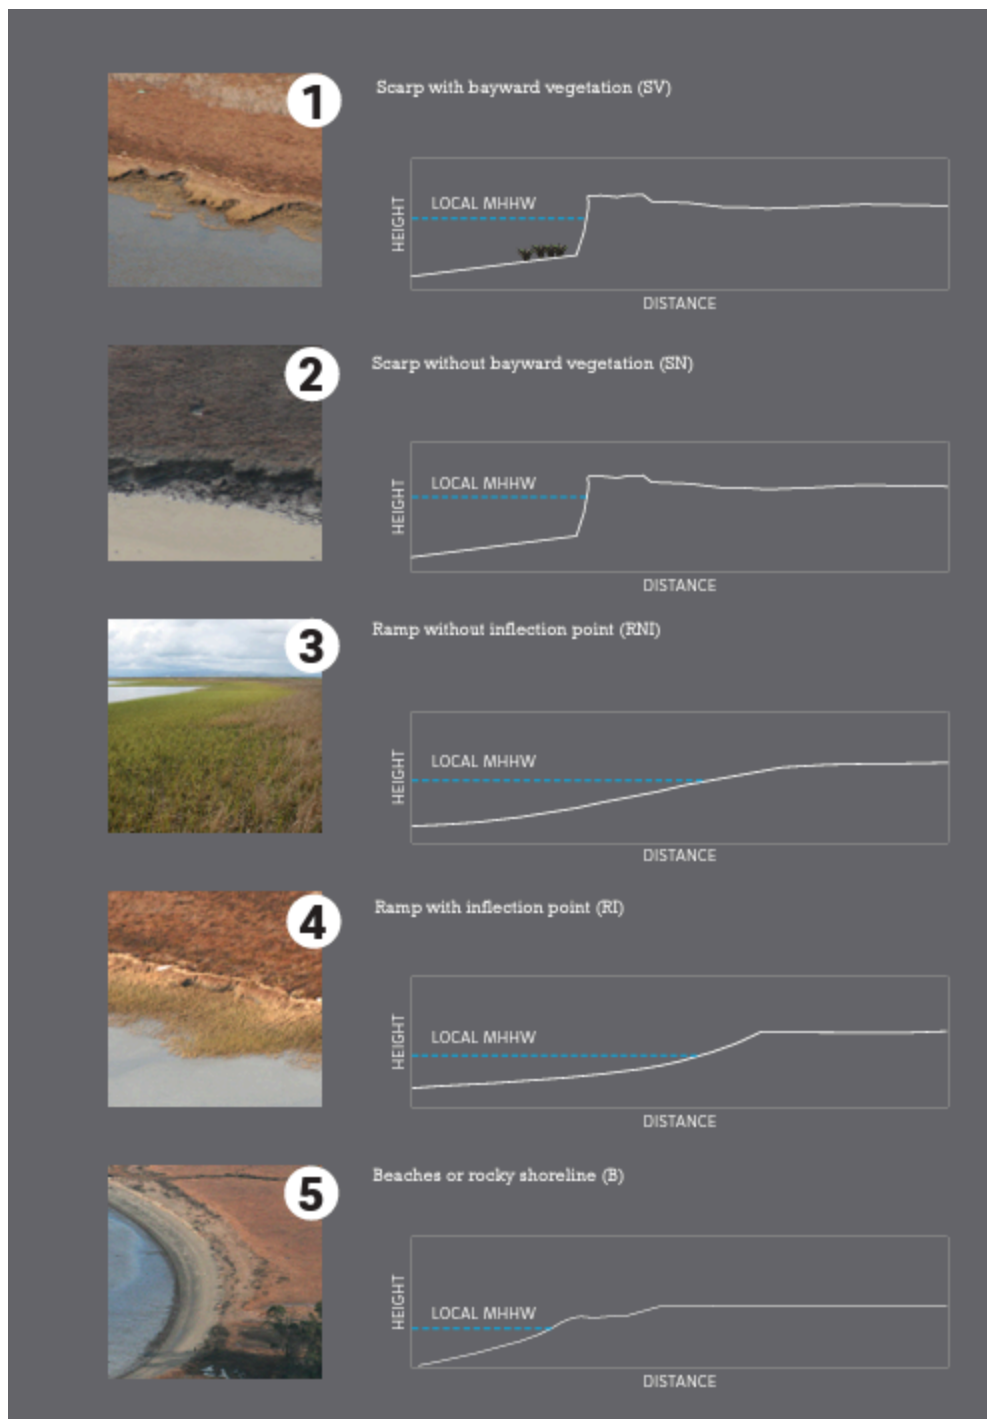 1
Scarp with bayward vegetation (SV)
LOCAL MHHW
HEIGHT
DISTANCE
2
Scarp without bayward vegetation (SN)
LOCAL MHHW
HEIGHT
DISTANCE
3
Ramp without inflection point (RNI)
LOCAL MHHW
HEIGHT
DISTANCE
4
Ramp with inflection point (RI)
LOCAL MHHW
HEIGHT
DISTANCE
5
Beaches or rocky shoreline (B)
LOCAL MHHW
HEIGHT
DISTANCE